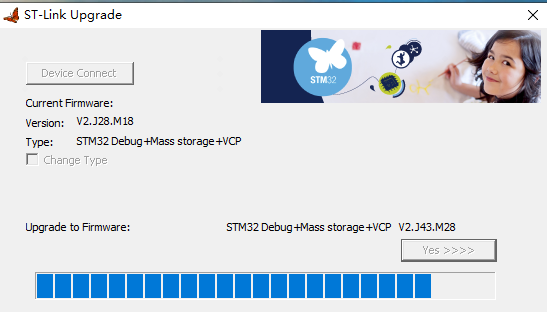 ST-Link Upgrade
STM32
Device Connect
Current Firmware:
Version: V2.J28.M18
Type: STM32 Debug+Mass storage+VCP
Change Type
Upgrade to Firmware: STM32 Debug+Mass storage+VCP V2.J43.M28
Yes >>>>